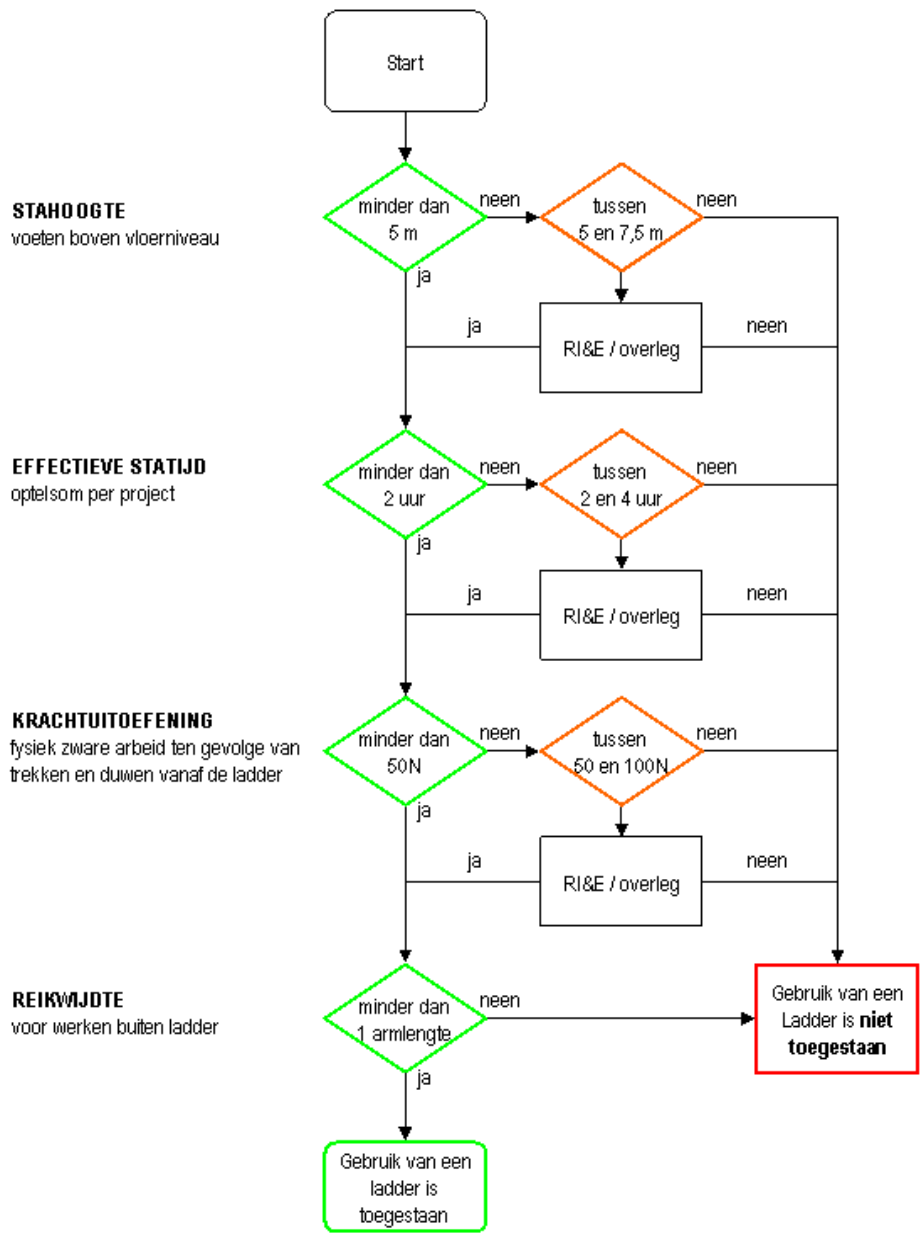 Start
STAHOOGTE
voeten boven vloerniveau
minder dan
5 m
neen
tussen
5 en 7,5 m
neen
ja
ja
RI&E / overleg
neen
EFFECTIEVE STATIJD
optelsom per project
minder dan
2 uur
neen
tussen
2 en 4 uur
neen
ja
ja
RI&E / overleg
neen
KRACHTUITOEFENING
fysiek zware arbeid ten gevolge van
trekken en duwen vanaf de ladder
minder dan
50N
neen
tussen
50 en 100N
neen
ja
ja
RI&E / overleg
neen
REIKWIJDTE
voor werken buiten ladder
minder dan
1 armlengte
neen
Gebruik van een
Ladder is niet
toegestaan
ja
Gebruik van een
ladder is
toegestaan